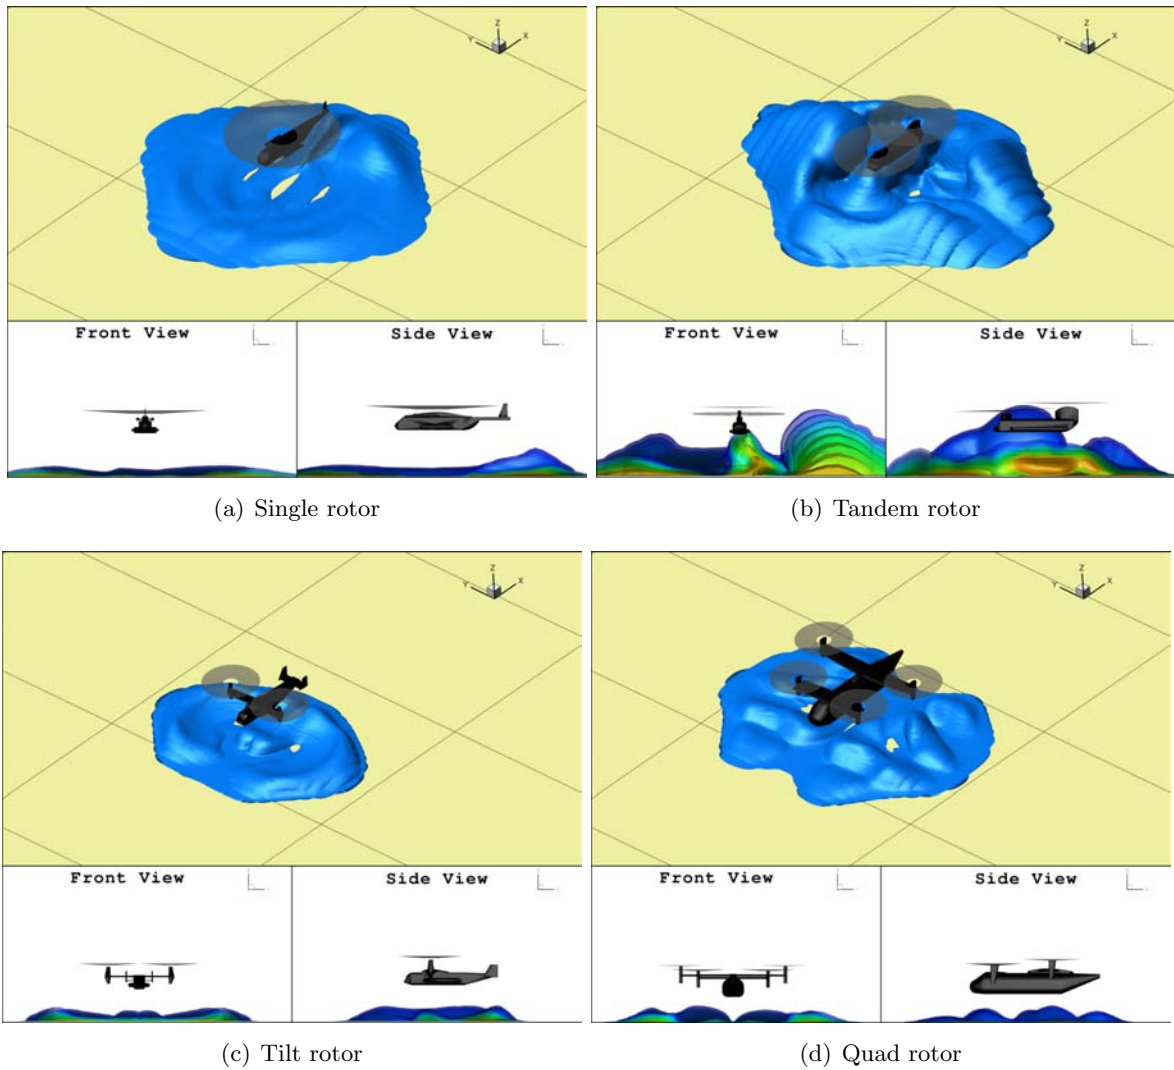 Z
Y X
Z
Y X
Front View Side View
Front View Side View
(a) Single rotor
(b) Tandem rotor
Z
Y X
Z
Y X
Front View Side View
Front View Side View
(c) Tilt rotor
(d) Quad rotor